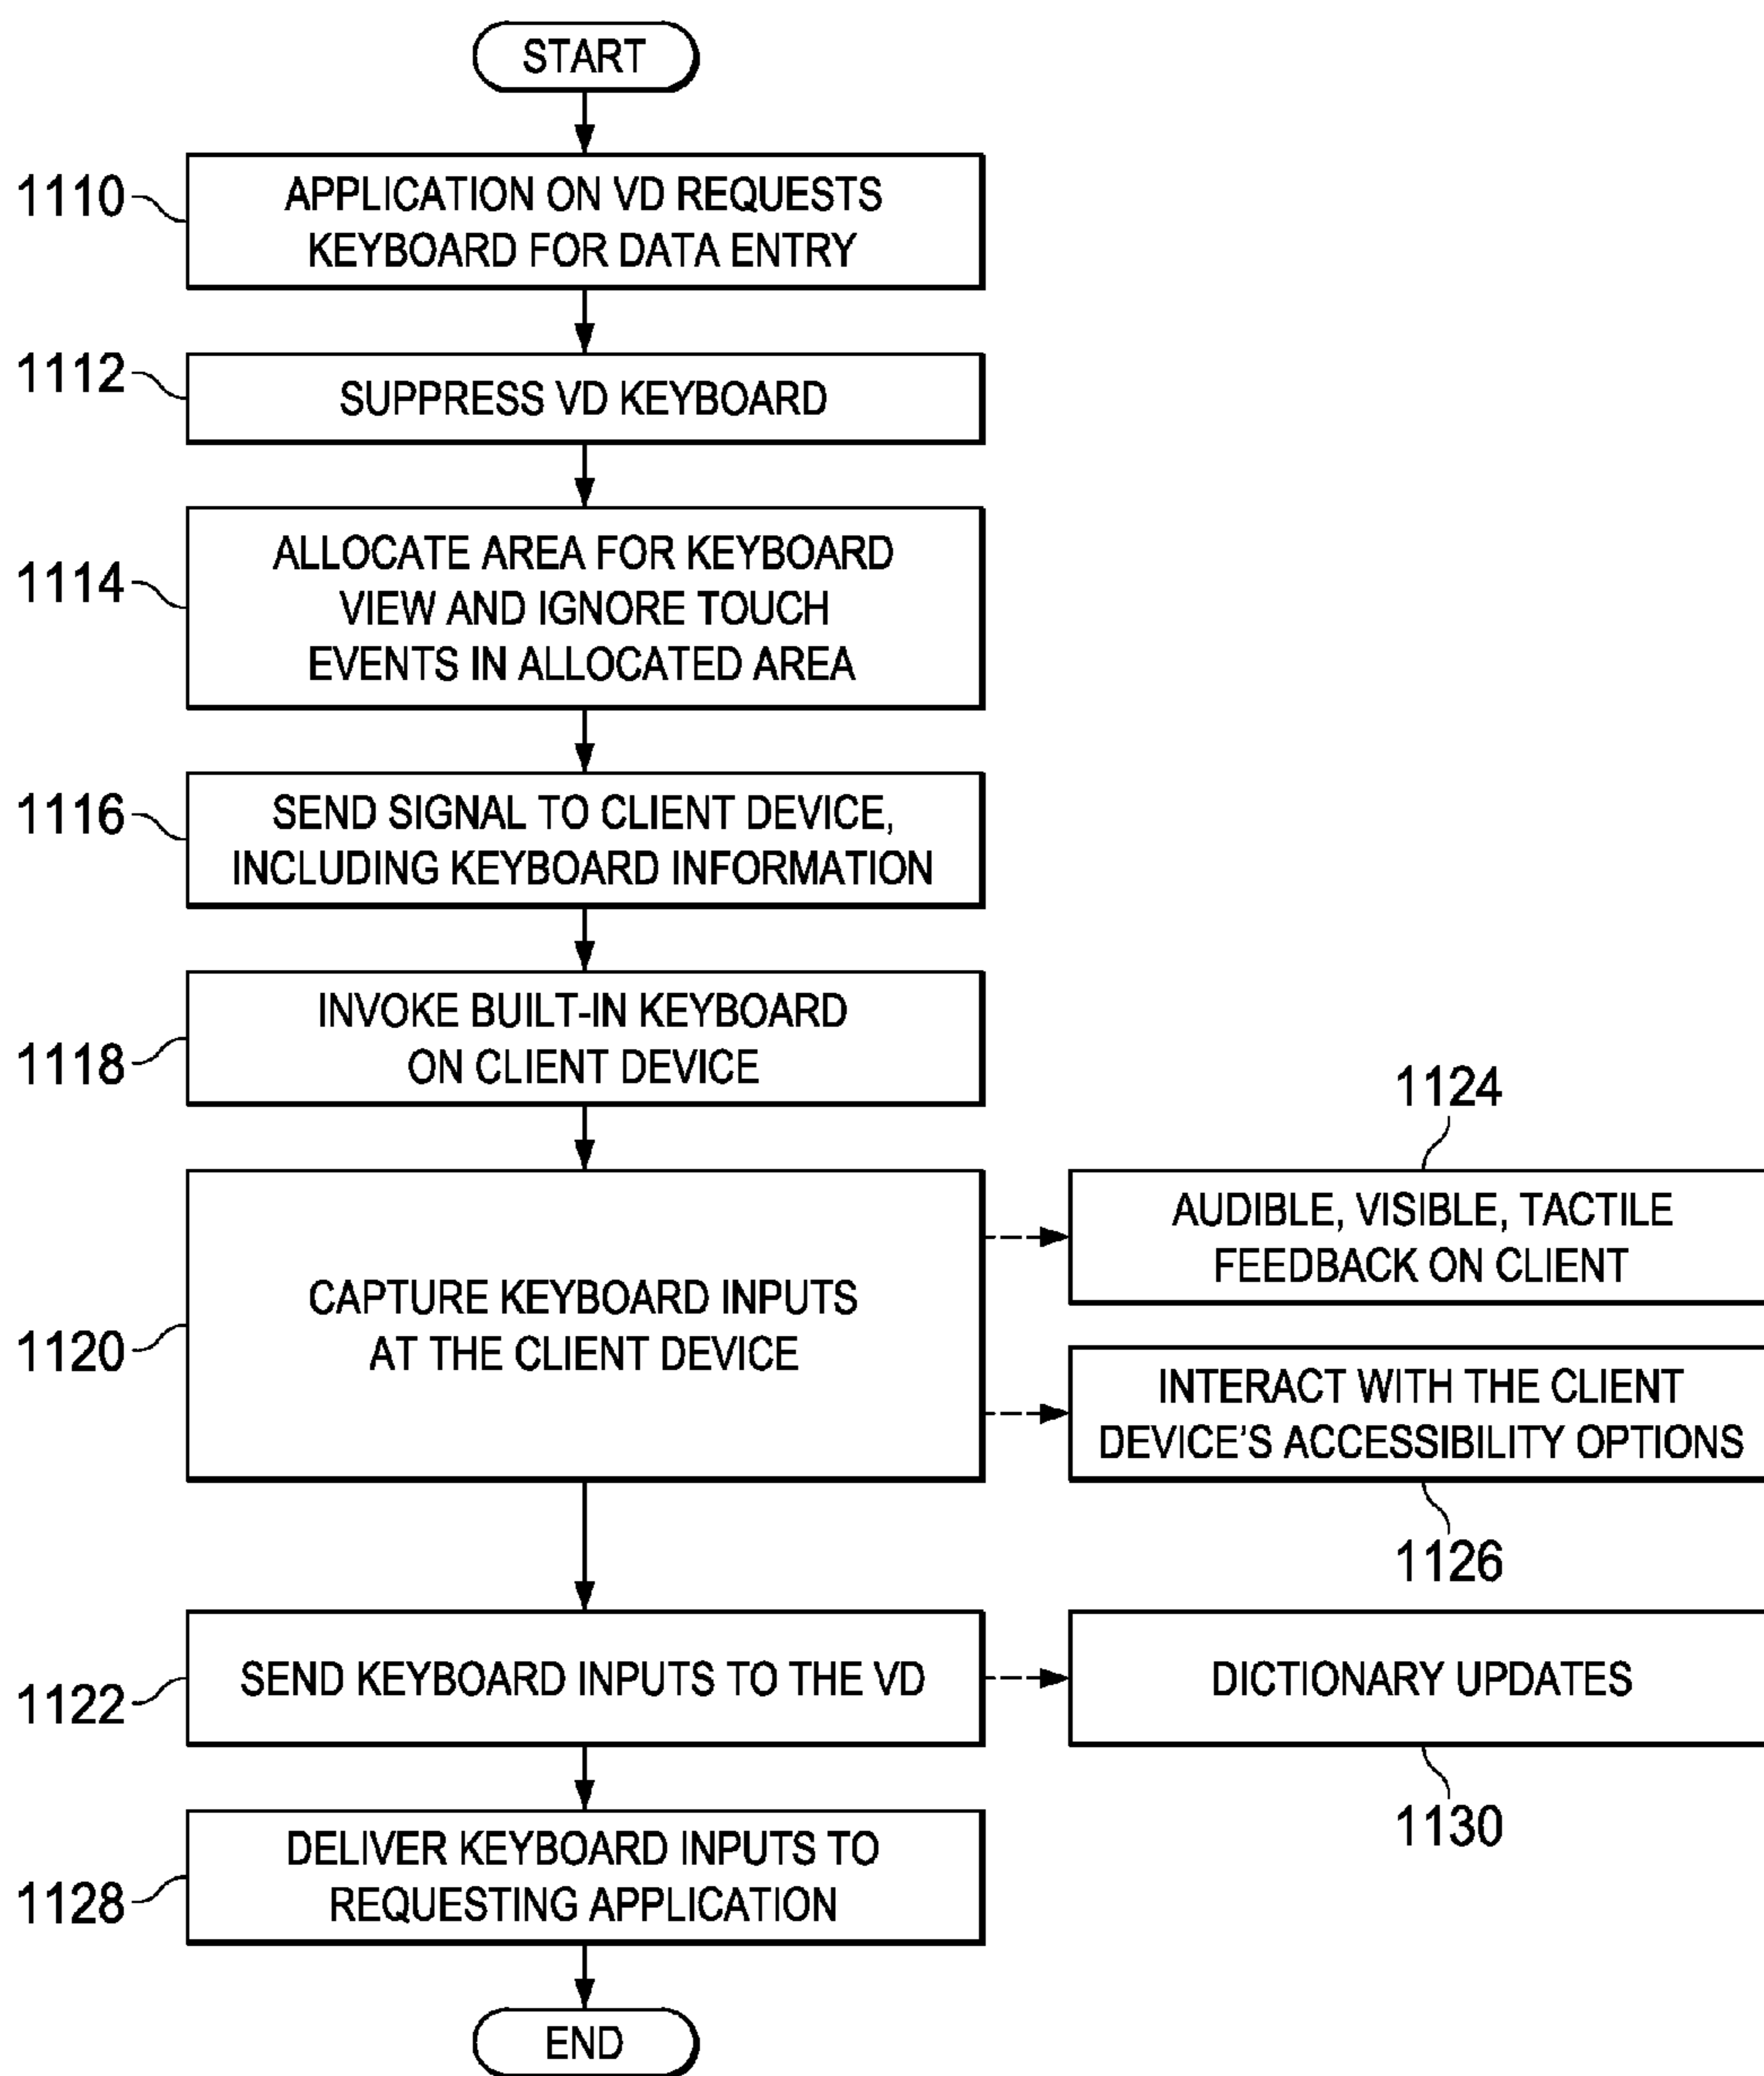 START
1110
APPLICATION ON VD REQUESTS
KEYBOARD FOR DATA ENTRY
1112
SUPPRESS VD KEYBOARD
1114
ALLOCATE AREA FOR KEYBOARD
VIEW AND IGNORE TOUCH
EVENTS IN ALLOCATED AREA
1116
SEND SIGNAL TO CLIENT DEVICE,
INCLUDING KEYBOARD INFORMATION
1118
INVOKE BUILT-IN KEYBOARD
ON CLIENT DEVICE
1120
CAPTURE KEYBOARD INPUTS
AT THE CLIENT DEVICE
1124
AUDIBLE, VISIBLE, TACTILE
FEEDBACK ON CLIENT
INTERACT WITH THE CLIENT
DEVICE'S ACCESSIBILITY OPTIONS
1126
1122
SEND KEYBOARD INPUTS TO THE VD
DICTIONARY UPDATES
1130
1128
DELIVER KEYBOARD INPUTS TO
REQUESTING APPLICATION
END